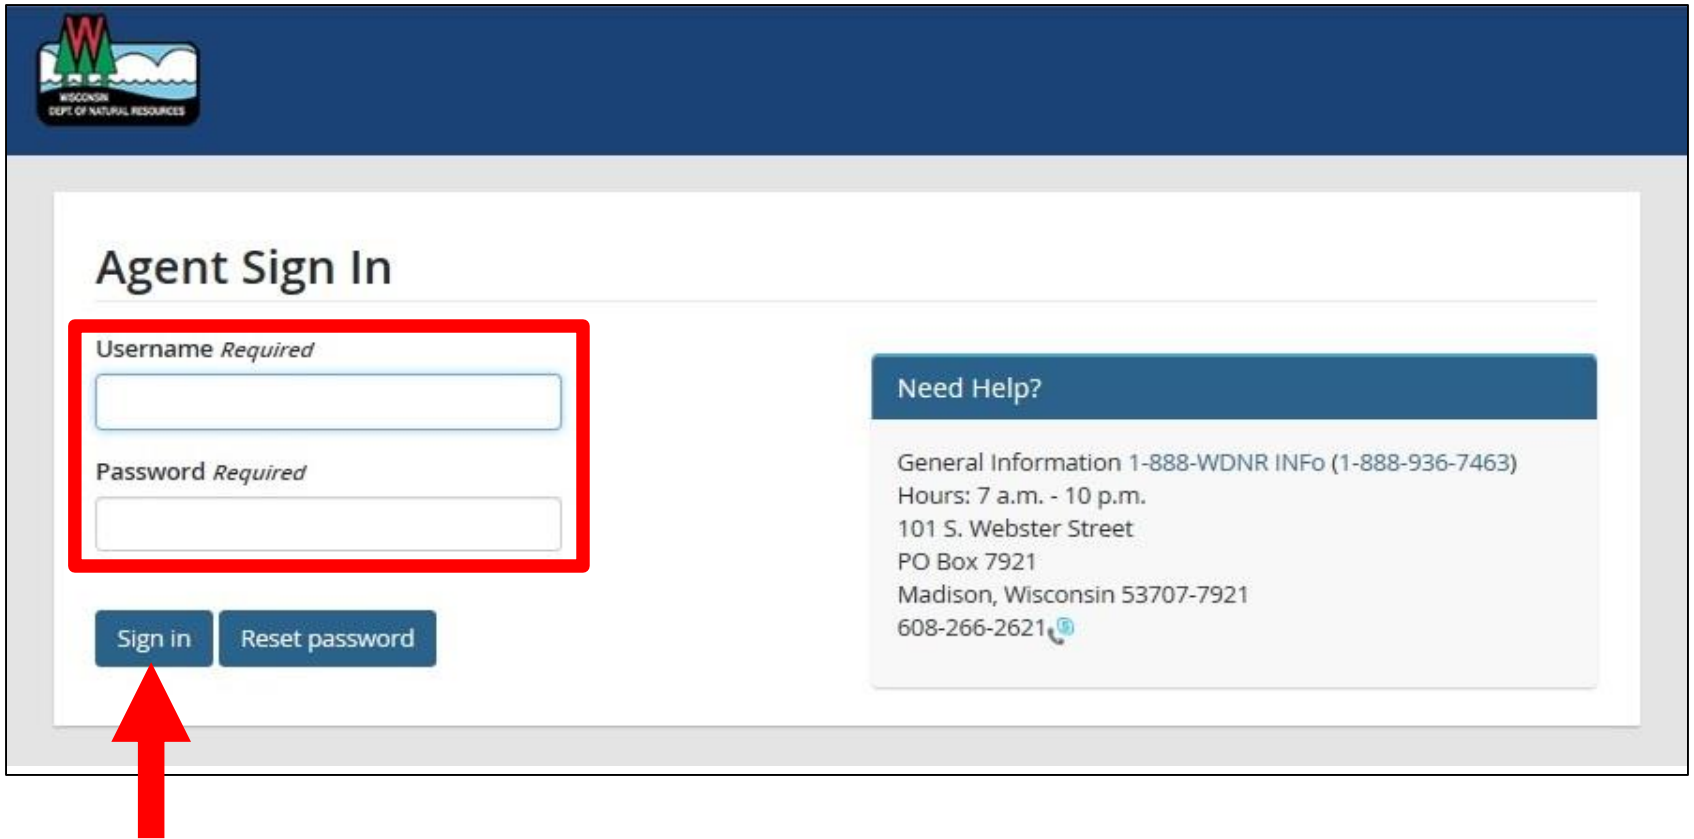 W
WISCONSIN
DEPT. OF NATURAL RESOURCES
Agent Sign In
Username Required
Password Required
Sign in
Reset password
Need Help?
General Information 1-888-WDNR INFo (1-888-936-7463)
Hours: 7 a.m. - 10 p.m.
101 S. Webster Street
PO Box 7921
Madison, Wisconsin 53707-7921
608-266-2621